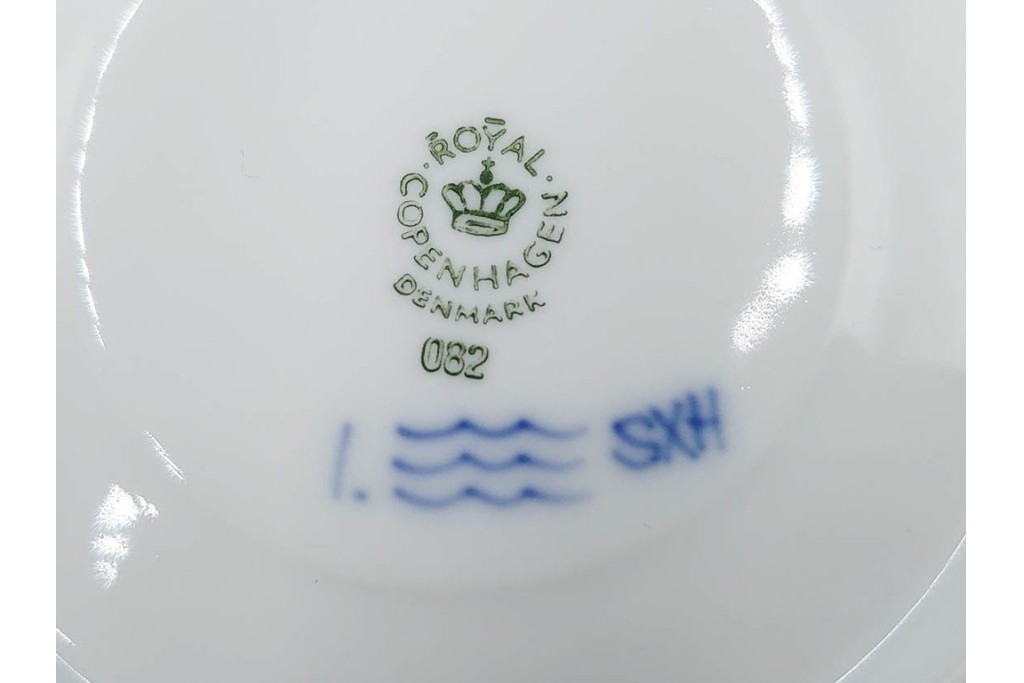 ROYAL
COPENHAGEN
DENMARK
082
1. SXH